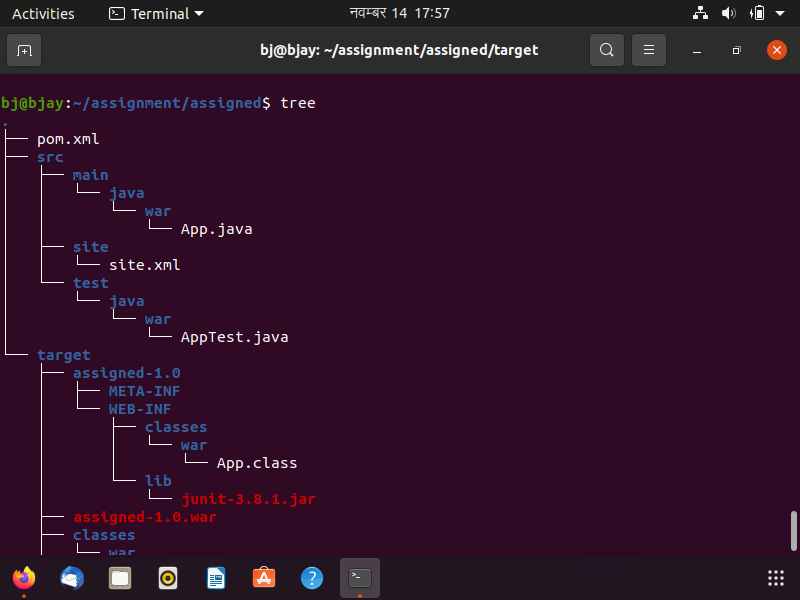 Activities Terminal नवम्बर 14 17:57
bj@bjay: ~/assignment/assigned/target
bj@bjay:~/assignment/assigned$ tree
.
├── pom.xml
├── src
│   ├── main
│   │   └── java
│   │       └── war
│   │           └── App.java
│   ├── site
│   │   └── site.xml
│   └── test
│       └── java
│           └── war
│               └── AppTest.java
└── target
    ├── assigned-1.0
    │   ├── META-INF
    │   └── WEB-INF
    │       ├── classes
    │       │   └── war
    │       │       └── App.class
    │       └── lib
    │           └── junit-3.8.1.jar
    ├── assigned-1.0.war
    ├── classes
    │   └── war